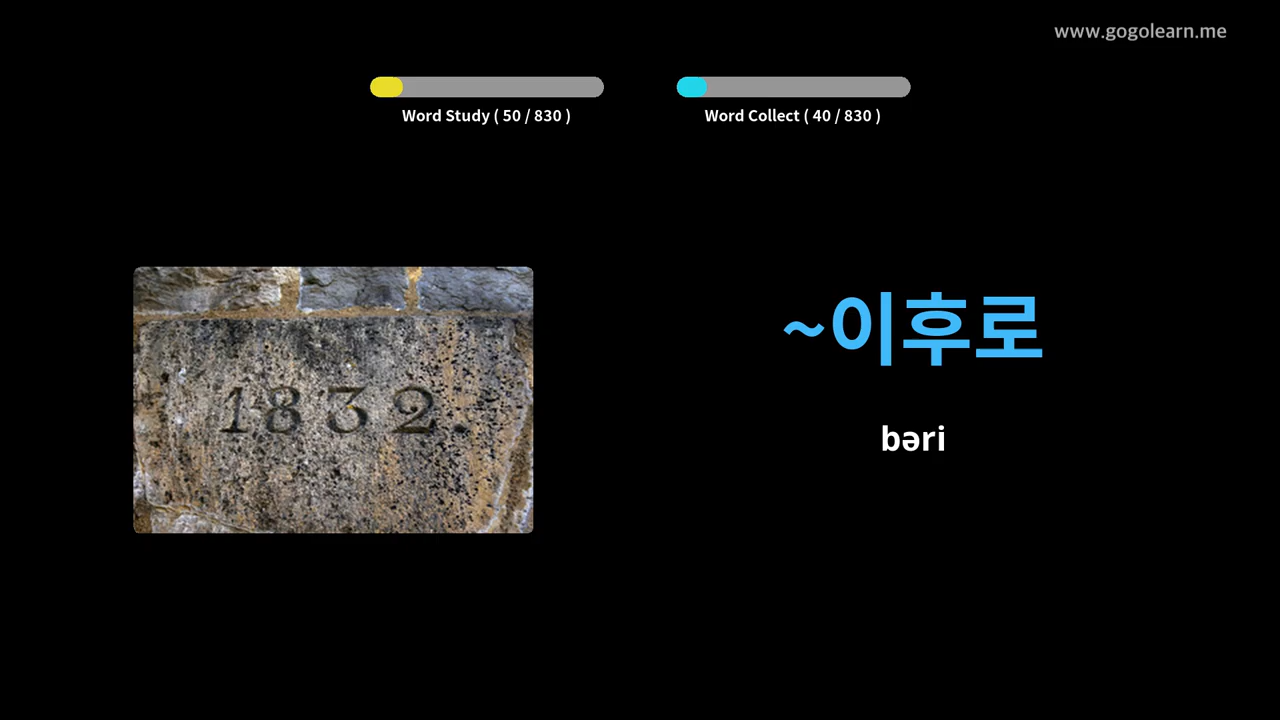 www.gogolearn.me
Word Study ( 50 / 830 )
Word Collect ( 40 / 830 )
~이후로
1832.
bəri